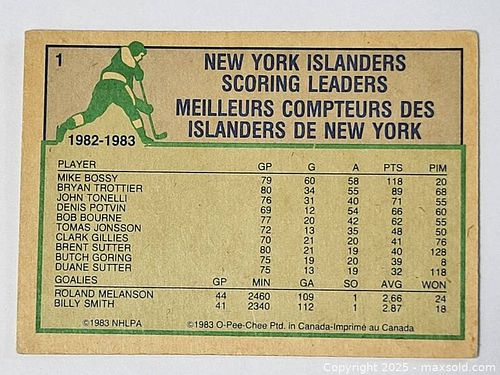 1
NEW YORK ISLANDERS
SCORING LEADERS
MEILLEURS COMPTEURS DES
ISLANDERS DE NEW YORK
1982-1983
PLAYER GP G A PTS PIM
MIKE BOSSY 79 60 58 118 20
BRYAN TROTTIER 80 34 55 89 68
JOHN TONELLI 76 31 40 71 55
DENIS POTVIN 69 12 54 66 60
BOB BOURNE 77 20 42 62 55
TOMAS JONSSON 72 13 35 48 50
CLARK GILLIES 70 21 20 41 76
BRENT SUTTER 80 21 19 40 128
BUTCH GORING 75 19 20 39 8
DUANE SUTTER 75 13 19 32 118
GOALIES GP MIN GA SO AVG WON
ROLAND MELANSON 44 2460 109 1 2.66 24
BILLY SMITH 41 2340 112 1 2.87 18
©1983 NHLPA ©1983 O-Pee-Chee Ptd. in Canada-Imprimé au Canada
Copyright 2025 - maxsold.com